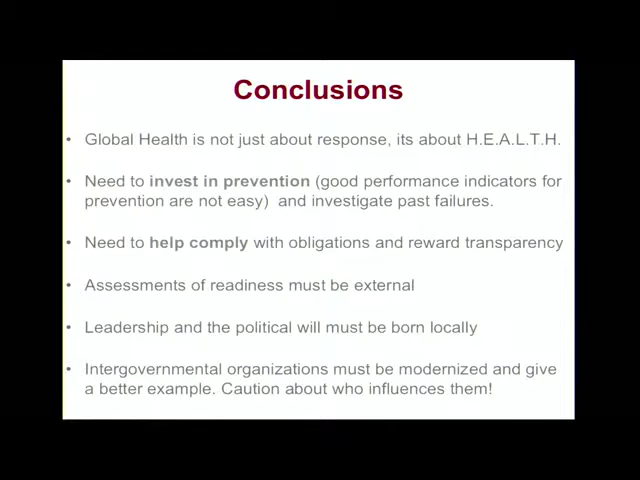 Conclusions
• Global Health is not just about response, its about H.E.A.L.T.H.
• Need to invest in prevention (good performance indicators for
prevention are not easy) and investigate past failures.
• Need to help comply with obligations and reward transparency
• Assessments of readiness must be external
• Leadership and the political will must be born locally
• Intergovernmental organizations must be modernized and give
a better example. Caution about who influences them!